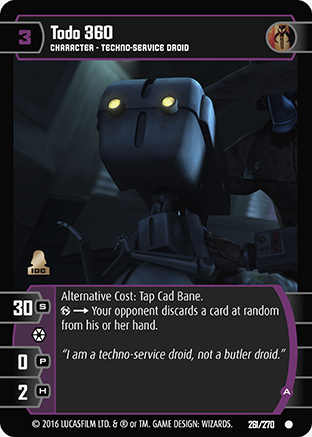 3
Todo 360
CHARACTER - TECHNO-SERVICE DROID
IDC
30 S
0 P
2 H
Alternative Cost: Tap Cad Bane.
→ Your opponent discards a card at random
from his or her hand.
“I am a techno-service droid, not a butler droid.”
A
© 2016 LUCASFILM LTD. & ® OR TM. GAME DESIGN: WIZARDS.
261/270